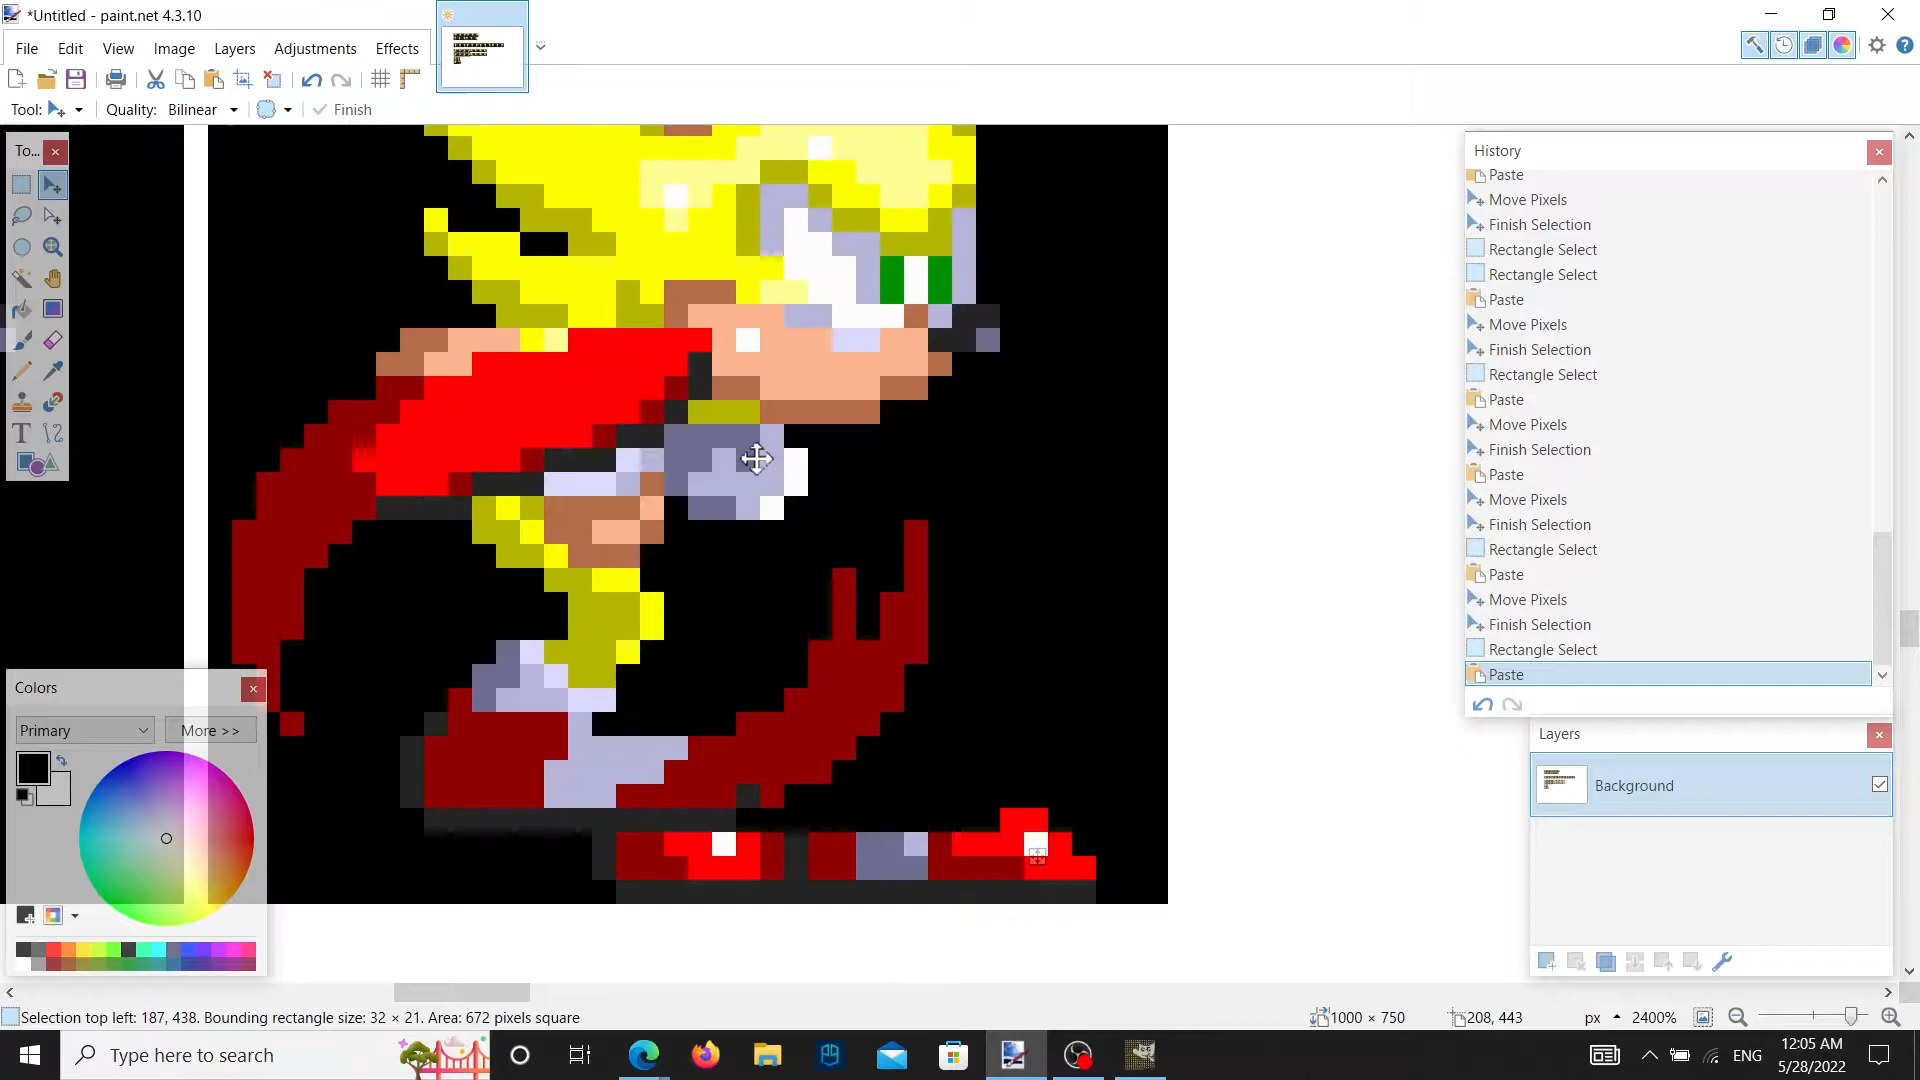 *Untitled - paint.net 4.3.10
File Edit View Image Layers Adjustments Effects
Tool: Quality: Bilinear Finish
To...
History
Paste
Move Pixels
Finish Selection
Rectangle Select
Rectangle Select
Paste
Move Pixels
Finish Selection
Rectangle Select
Paste
Move Pixels
Finish Selection
Paste
Move Pixels
Finish Selection
Rectangle Select
Paste
Move Pixels
Finish Selection
Rectangle Select
Paste
Layers
Background
Colors
Primary More >>
Selection top left: 187, 438. Bounding rectangle size: 32 × 21. Area: 672 pixels square 1000 × 750 208, 443 px 2400%
Type here to search
ENG
12:05 AM
5/28/2022